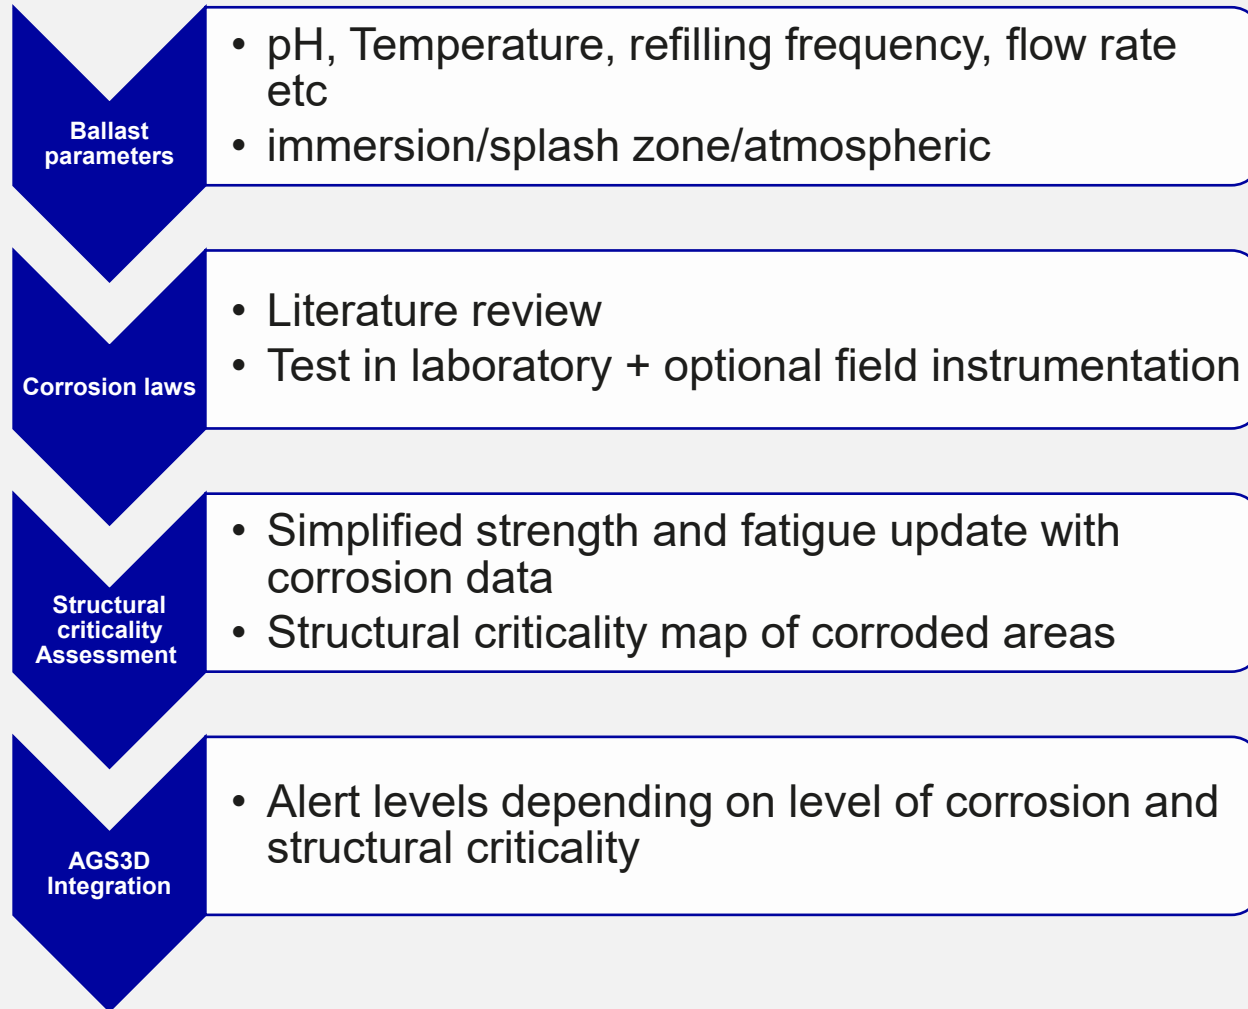 Ballast
parameters
• pH, Temperature, refilling frequency, flow rate
etc
• immersion/splash zone/atmospheric
Corrosion laws
• Literature review
• Test in laboratory + optional field instrumentation
Structural
criticality
Assessment
• Simplified strength and fatigue update with
corrosion data
• Structural criticality map of corroded areas
AGS3D
Integration
• Alert levels depending on level of corrosion and
structural criticality